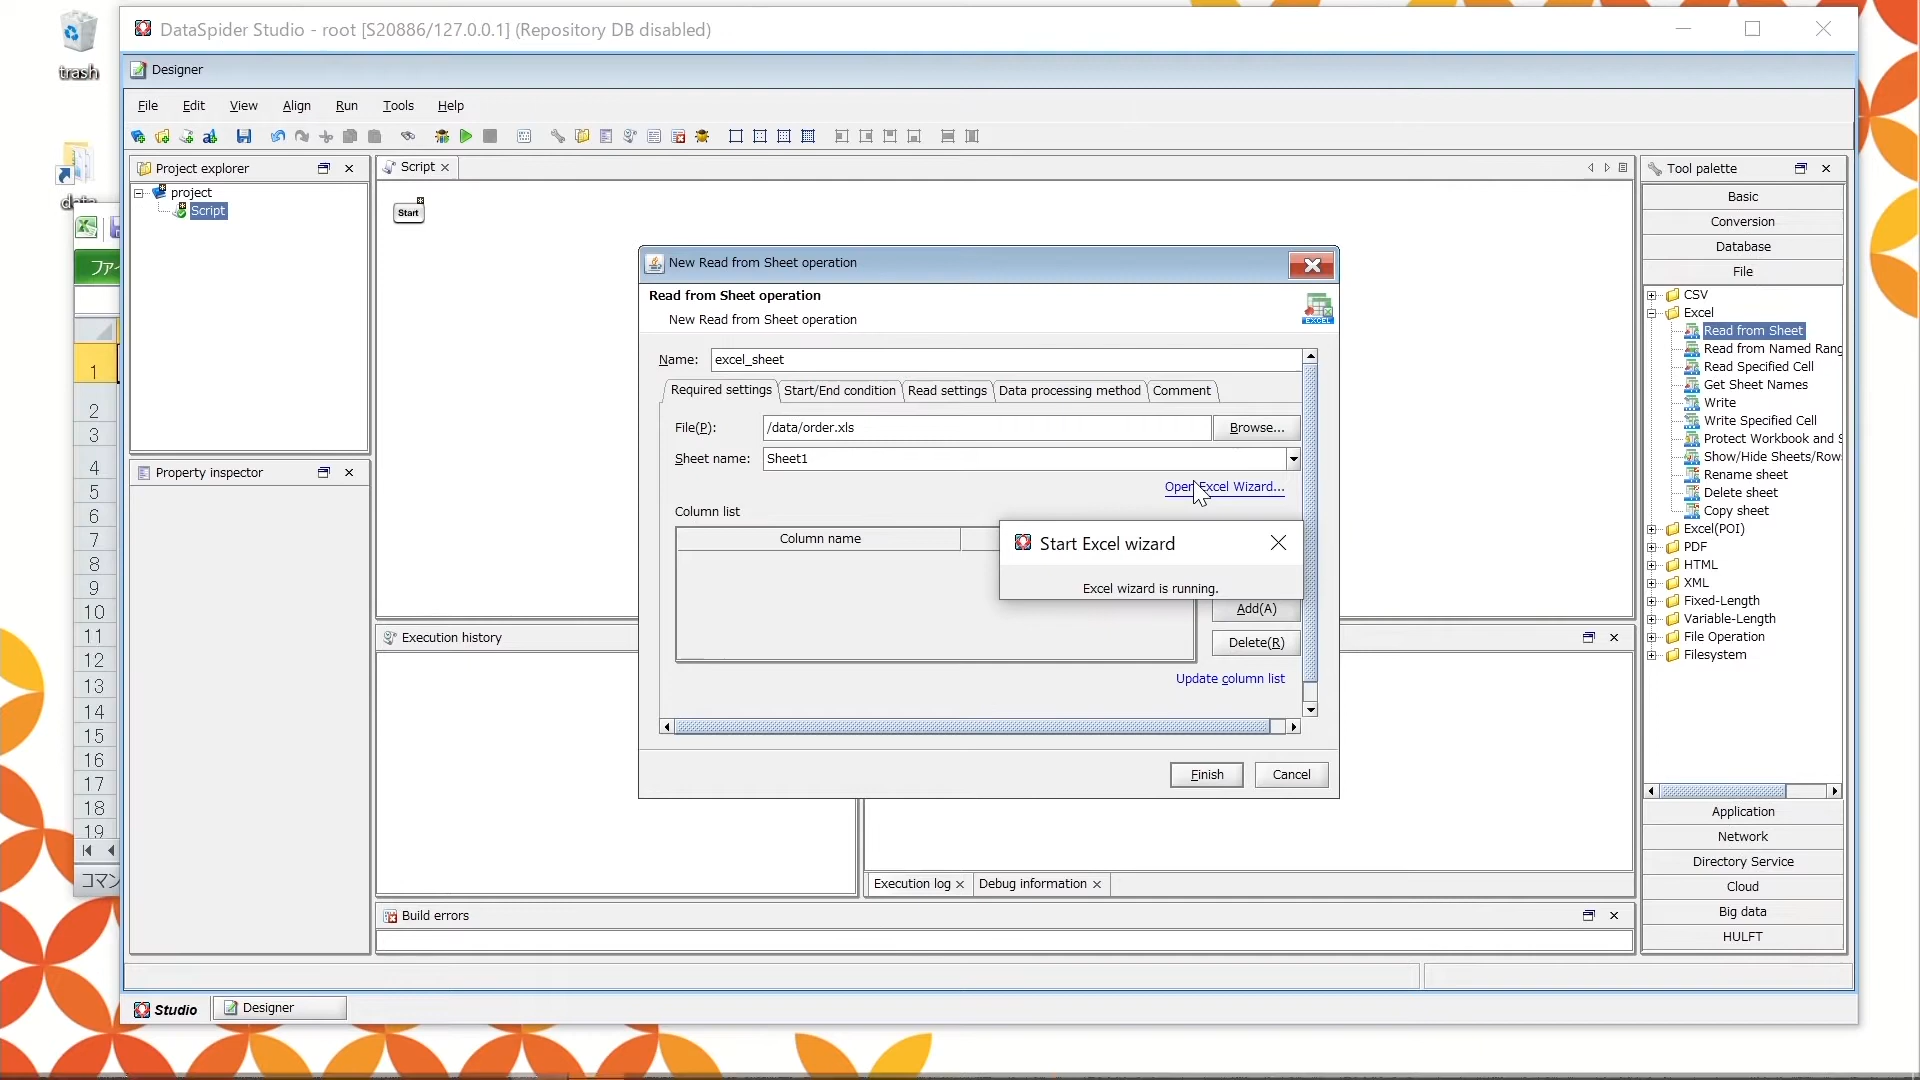 trash
data
DataSpider Studio - root [S20886/127.0.0.1] (Repository DB disabled)
Designer
File Edit View Align Run Tools Help
Project explorer
project
Script
Property inspector
Script
Start
New Read from Sheet operation
Read from Sheet operation
New Read from Sheet operation
EXCEL
Name: excel_sheet
Required settings Start/End condition Read settings Data processing method Comment
File(P): /data/order.xls Browse...
Sheet name: Sheet1
Open Excel Wizard...
Column list
Column name
Start Excel wizard
Excel wizard is running.
Add(A)
Delete(R)
Update column list
Finish Cancel
Execution history
Execution log Debug information
Build errors
Tool palette
Basic
Conversion
Database
File
CSV
Excel
Read from Sheet
Read from Named Rang
Read Specified Cell
Get Sheet Names
Write
Write Specified Cell
Protect Workbook and S
Show/Hide Sheets/Row
Rename sheet
Delete sheet
Copy sheet
Excel(POI)
PDF
HTML
XML
Fixed-Length
Variable-Length
File Operation
Filesystem
Application
Network
Directory Service
Cloud
Big data
HULFT
ファ
1
2
3
4
5
6
7
8
9
10
11
12
13
14
15
16
17
18
19
コマン
Studio Designer